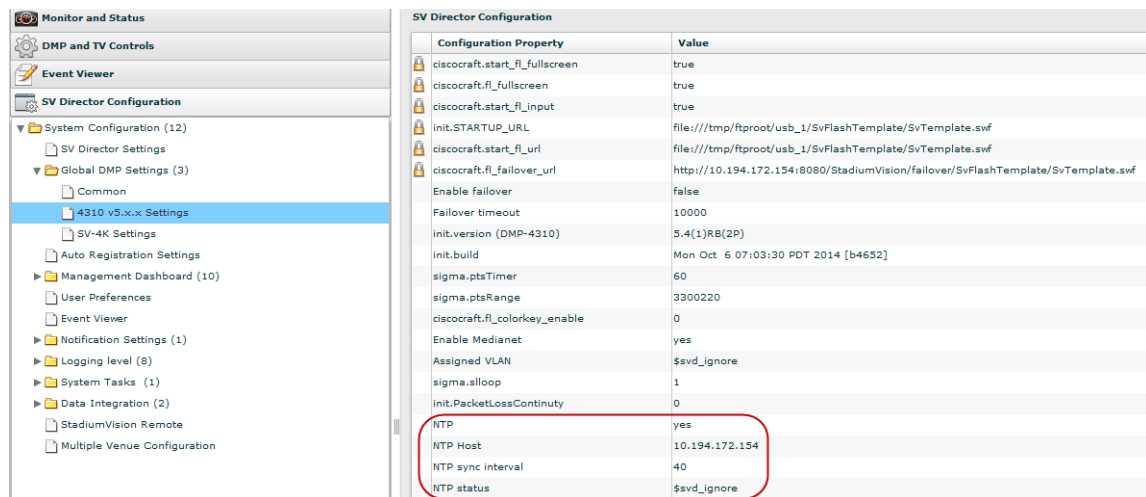 Monitor and Status
DMP and TV Controls
Event Viewer
SV Director Configuration
System Configuration (12)
SV Director Settings
Global DMP Settings (3)
Common
4310 v5.x.x Settings
SV-4K Settings
Auto Registration Settings
Management Dashboard (10)
User Preferences
Event Viewer
Notification Settings (1)
Logging level (8)
System Tasks (1)
Data Integration (2)
StadiumVision Remote
Multiple Venue Configuration
SV Director Configuration
Configuration Property Value
ciscocraft.start_fl_fullscreen true
ciscocraft.fl_fullscreen true
ciscocraft.start_fl_input true
init.STARTUP_URL file:///tmp/ftproot/usb_1/SvFlashTemplate/SvTemplate.swf
ciscocraft.start_fl_url file:///tmp/ftproot/usb_1/SvFlashTemplate/SvTemplate.swf
ciscocraft.fl_failover_url http://10.194.172.154:8080/StadiumVision/failover/SvFlashTemplate/SvTemplate.swf
Enable failover false
Failover timeout 10000
init.version (DMP-4310) 5.4(1)RB(2P)
init.build Mon Oct 6 07:03:30 PDT 2014 [b4652]
sigma.ptsTimer 60
sigma.ptsRange 3300220
ciscocraft.fl_colorkey_enable 0
Enable Medianet yes
Assigned VLAN $svd_ignore
sigma.slloop 1
init.PacketLossContinuty 0
NTP yes
NTP Host 10.194.172.154
NTP sync interval 40
NTP status $svd_ignore